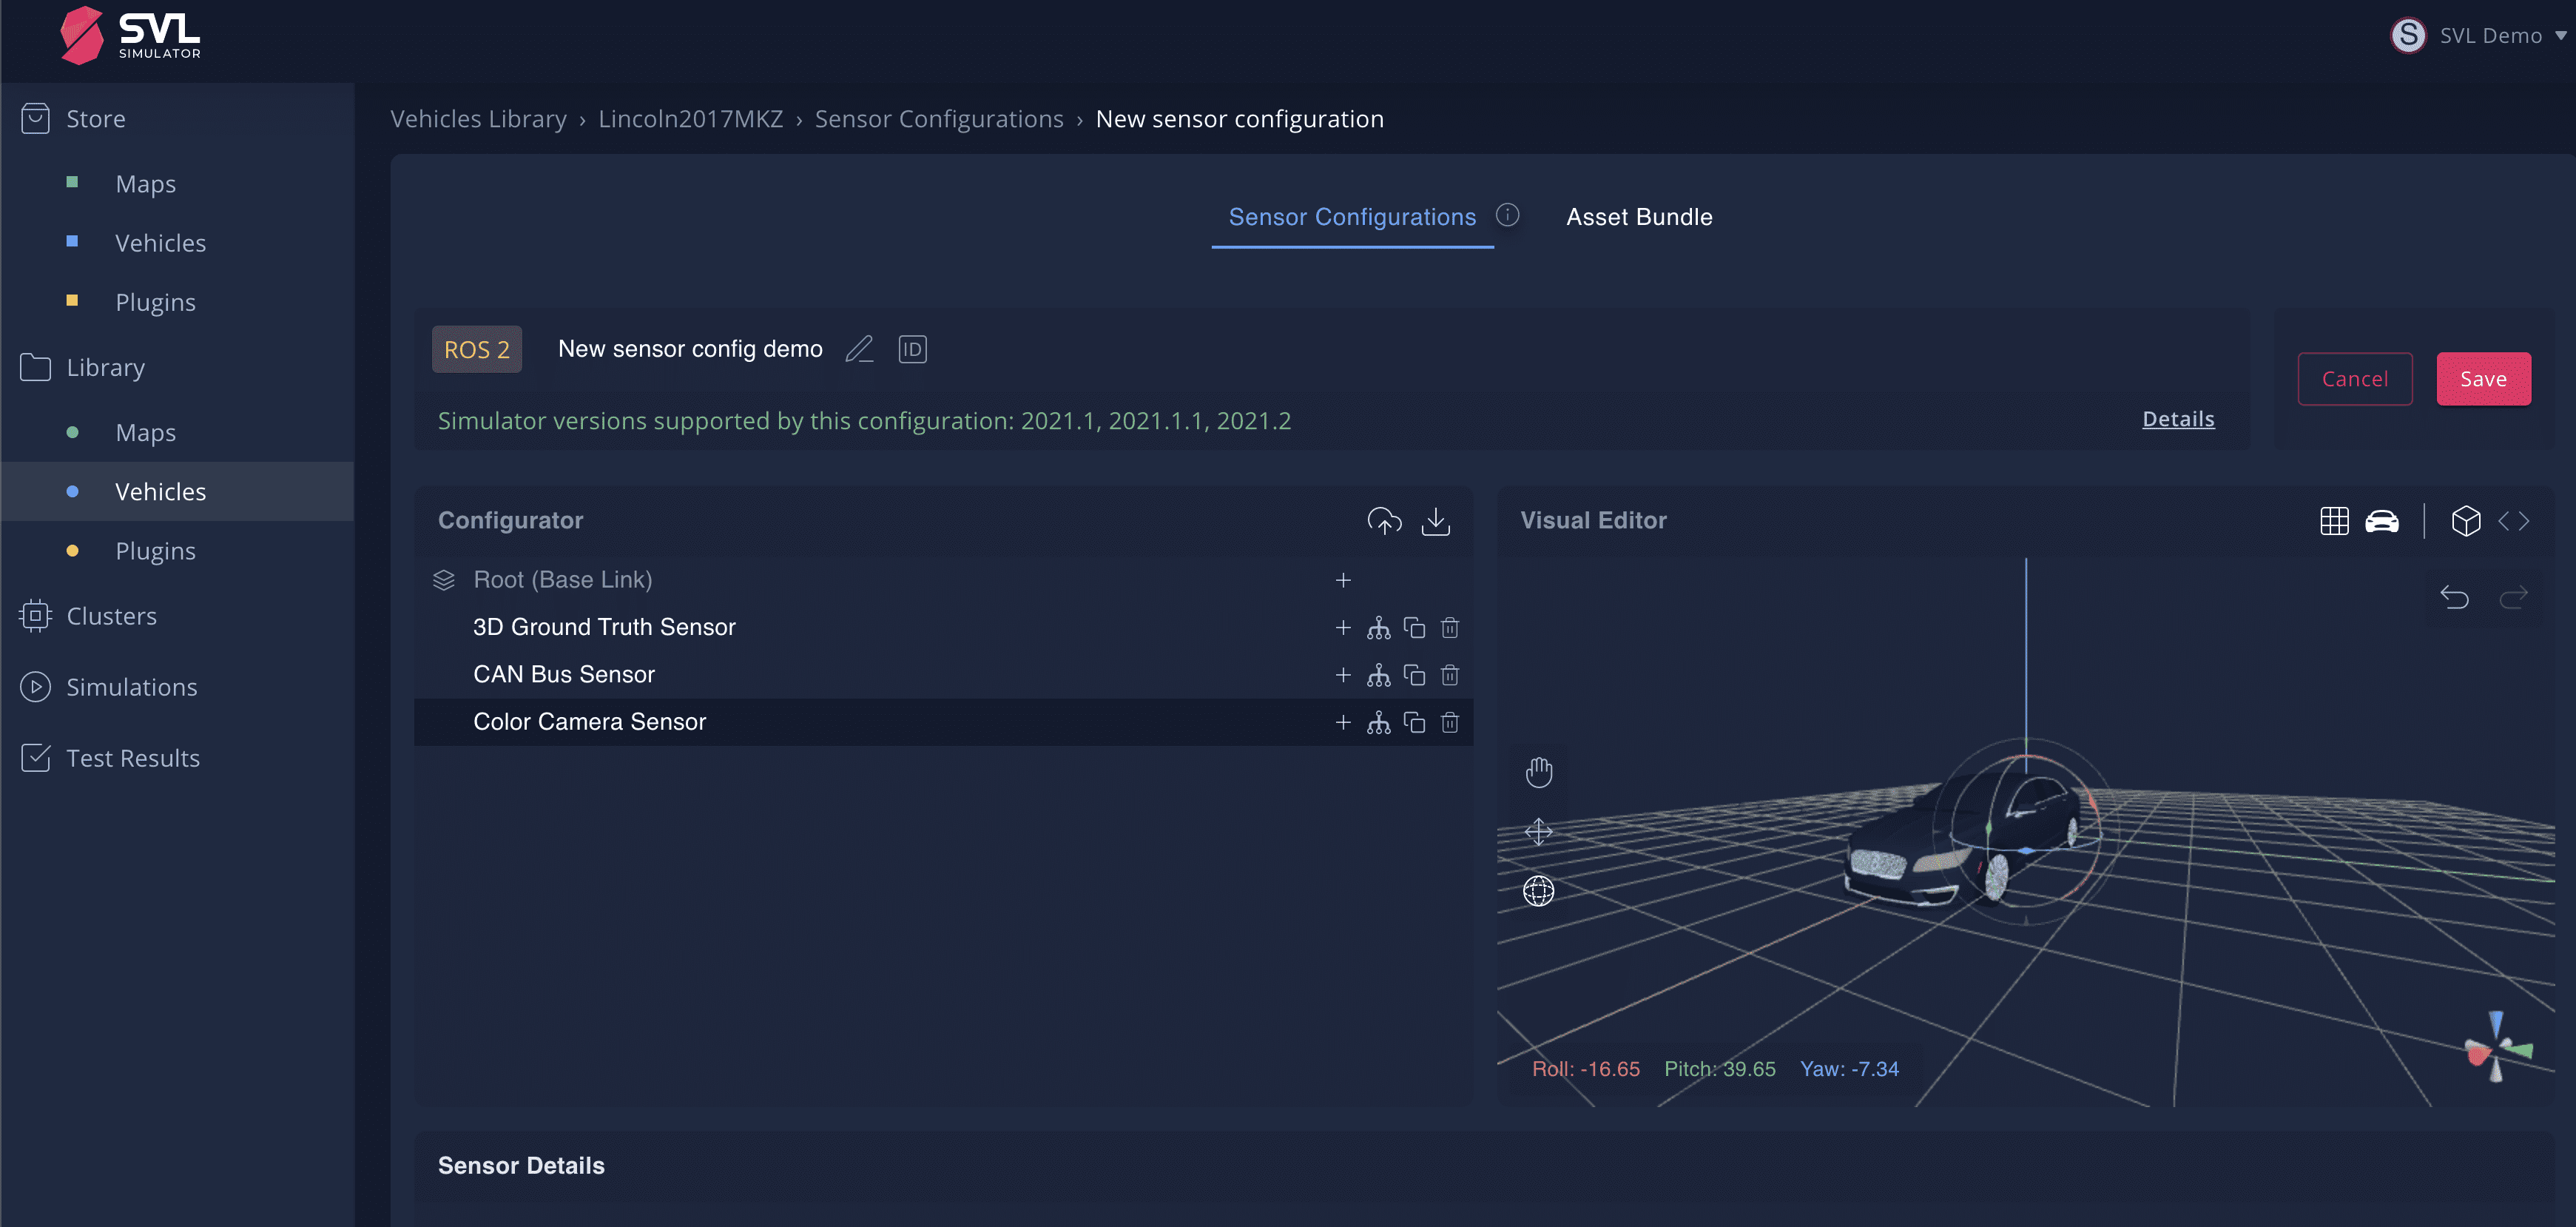 SVL
SIMULATOR
S SVL Demo
Store
Maps
Vehicles
Plugins
Library
Maps
Vehicles
Plugins
Clusters
Simulations
Test Results
Vehicles Library › Lincoln2017MKZ › Sensor Configurations › New sensor configuration
Sensor Configurations
Asset Bundle
ROS 2 New sensor config demo ID
Simulator versions supported by this configuration: 2021.1, 2021.1.1, 2021.2
Details
Cancel
Save
Configurator
Root (Base Link)
3D Ground Truth Sensor
CAN Bus Sensor
Color Camera Sensor
Visual Editor
Roll: -16.65 Pitch: 39.65 Yaw: -7.34
Sensor Details